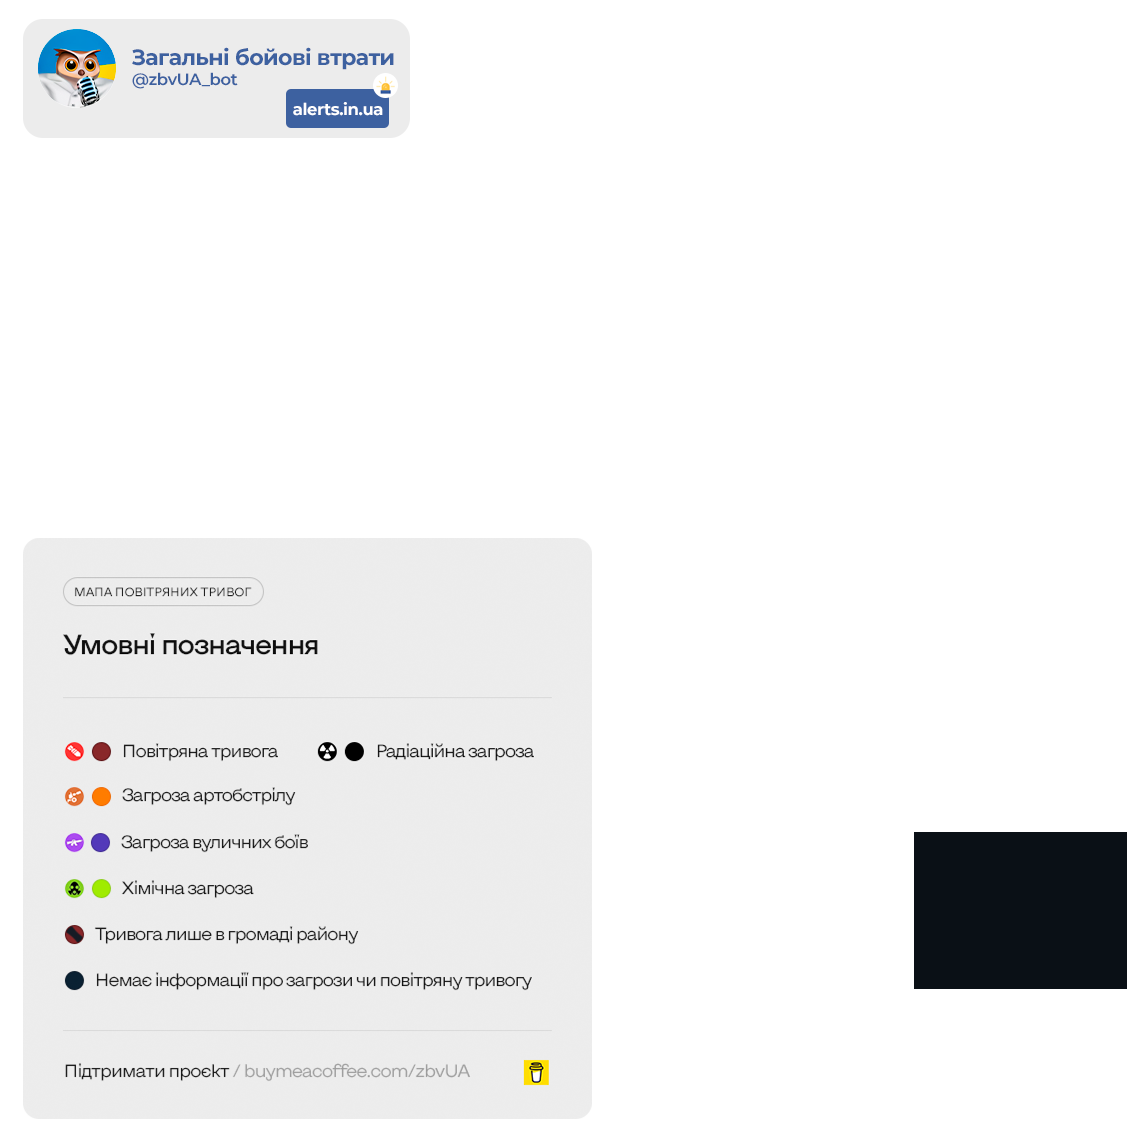 Загальні бойові втрати
@zbvUA_bot
alerts.in.ua
МАПА ПОВІТРЯНИХ ТРИВОГ
Умовні позначення
Повітряна тривога
Радіаційна загроза
Загроза артобстрілу
Загроза вуличних боїв
Хімічна загроза
Тривога лише в громаді району
Немає інформації про загрози чи повітряну тривогу
Підтримати проєкт / buymeacoffee.com/zbvUA